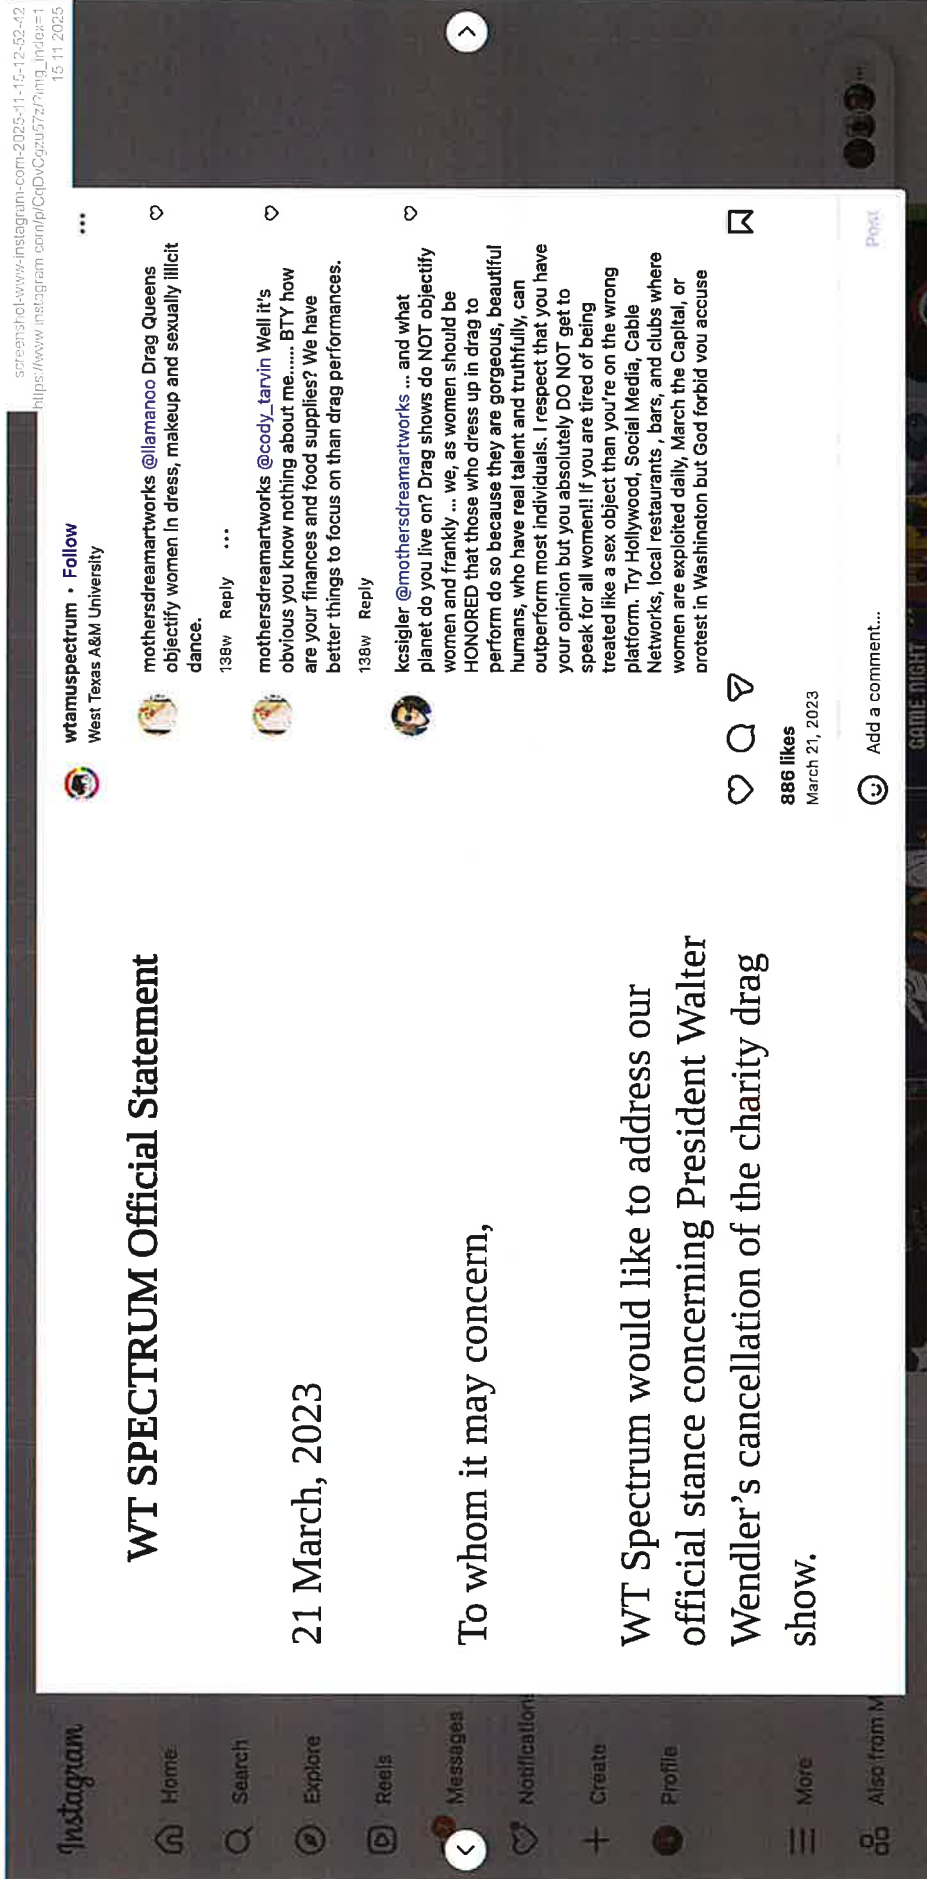 screenshot-www-instagram-com-2025-11-15-12-52-42
15 11 2025
Instagram
Home
Search
Explore
Reels
Messages
Notification
Create
Profile
More
Also from M
WT SPECTRUM Official Statement
21 March, 2023
To whom it may concern,
WT Spectrum would like to address our
official stance concerning President Walter
Wendler's cancellation of the charity drag
show.
wtamuspectrum • Follow
West Texas A&M University
mothersdreamartworks @llamanoo Drag Queens
objectify women in dress, makeup and sexually illicit
dance.
138w Reply
mothersdreamartworks @cody_tarvin Well it's
obvious you know nothing about me....... BTY how
are your finances and food supplies? We have
better things to focus on than drag performances.
138w Reply
kcsigler @mothersdreamartworks ... and what
planet do you live on? Drag shows do NOT objectify
women and frankly ... we, as women should be
HONORED that those who dress up in drag to
perform do so because they are gorgeous, beautiful
humans, who have real talent and truthfully, can
outperform most individuals. I respect that you have
your opinion but you absolutely DO NOT get to
speak for all women!! If you are tired of being
treated like a sex object than you're on the wrong
platform. Try Hollywood, Social Media, Cable
Networks, local restaurants , bars, and clubs where
women are exploited daily, March the Capital, or
protest in Washington but God forbid you accuse
886 likes
March 21, 2023
Add a comment...
Post
GAME NIGHT